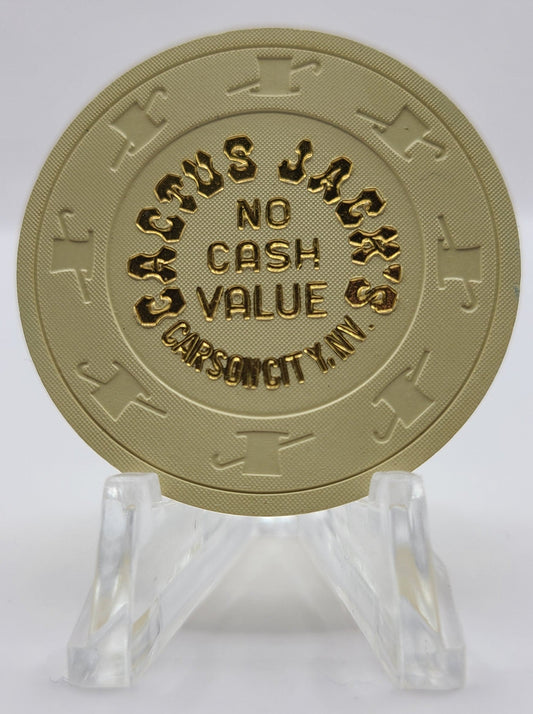 CACTUS JACK'S
NO
CASH
VALUE
CARSON CITY, NV.